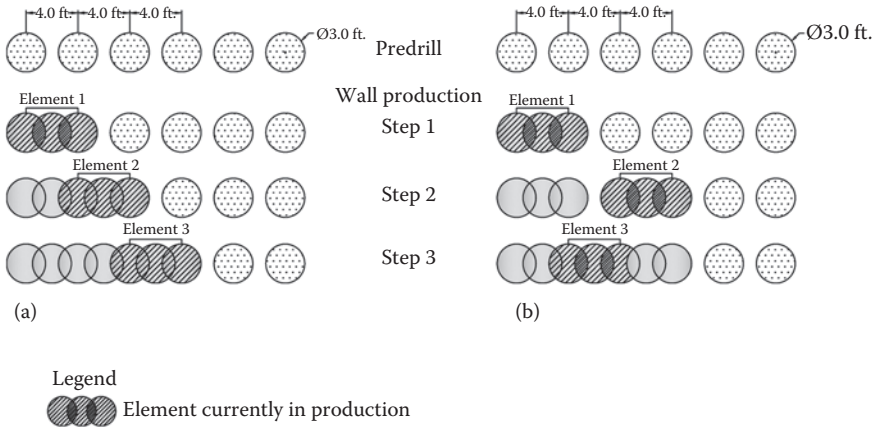 4.0 ft. 4.0 ft. 4.0 ft.
Ø3.0 ft.
Predrill
4.0 ft. 4.0 ft. 4.0 ft.
Ø3.0 ft.
Wall production
Element 1
Step 1
Element 1
Element 2
Step 2
Element 2
Element 3
Step 3
Element 3
(a)
(b)
Legend
Element currently in production